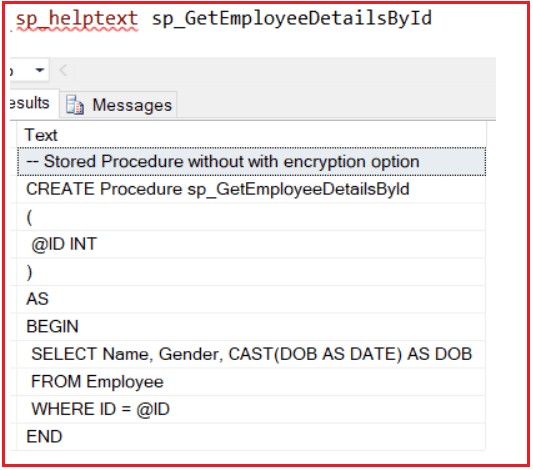 sp_helptext sp_GetEmployeeDetailsById
Messages
Text
-- Stored Procedure without with encryption option
CREATE Procedure sp_GetEmployeeDetailsById
(
@ID INT
)
AS
BEGIN
SELECT Name, Gender, CAST(DOB AS DATE) AS DOB
FROM Employee
WHERE ID = @ID
END